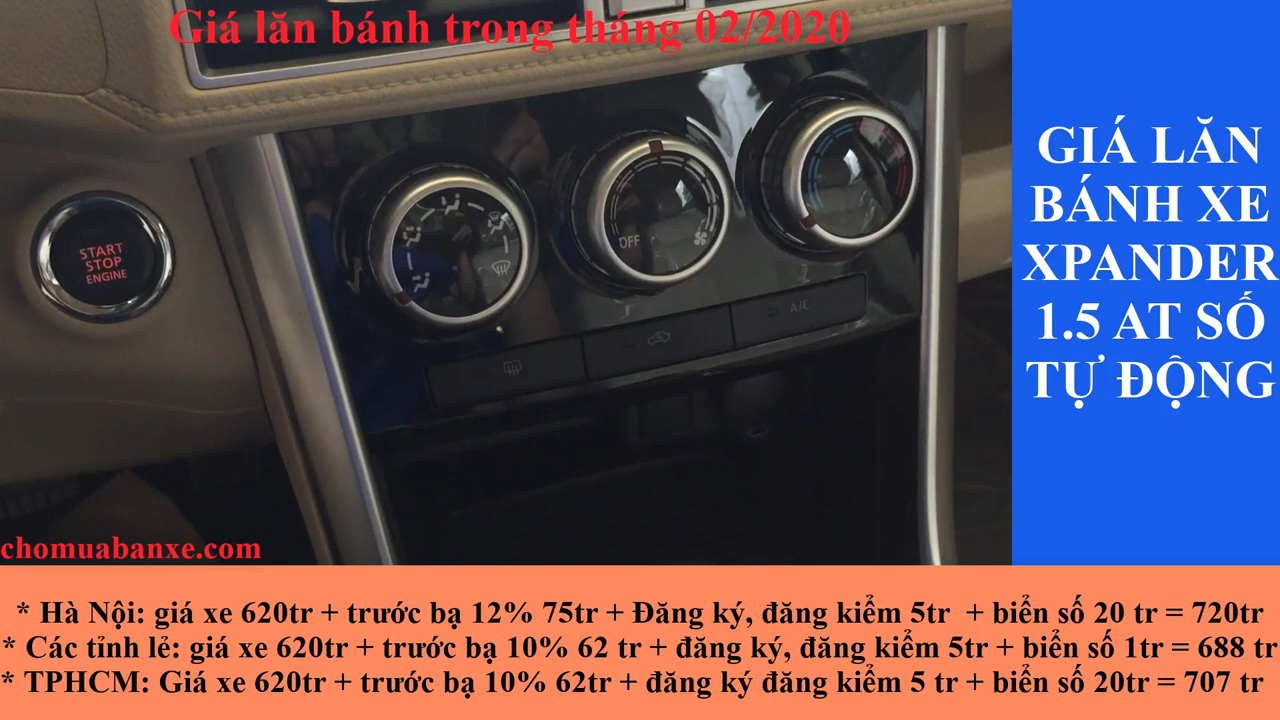 Giá lăn bánh trong tháng 02/2020
GIÁ LĂN
BÁNH XE
XPANDER
1.5 AT SỐ
TỰ ĐỘNG
START
STOP
ENGINE
OFF
A/C
chomuabanxe.com
* Hà Nội: giá xe 620tr + trước bạ 12% 75tr + Đăng ký, đăng kiểm 5tr + biển số 20 tr = 720tr
* Các tỉnh lẻ: giá xe 620tr + trước bạ 10% 62 tr + đăng ký, đăng kiểm 5tr + biển số 1tr = 688 tr
* TPHCM: Giá xe 620tr + trước bạ 10% 62tr + đăng ký đăng kiểm 5 tr + biển số 20tr = 707 tr